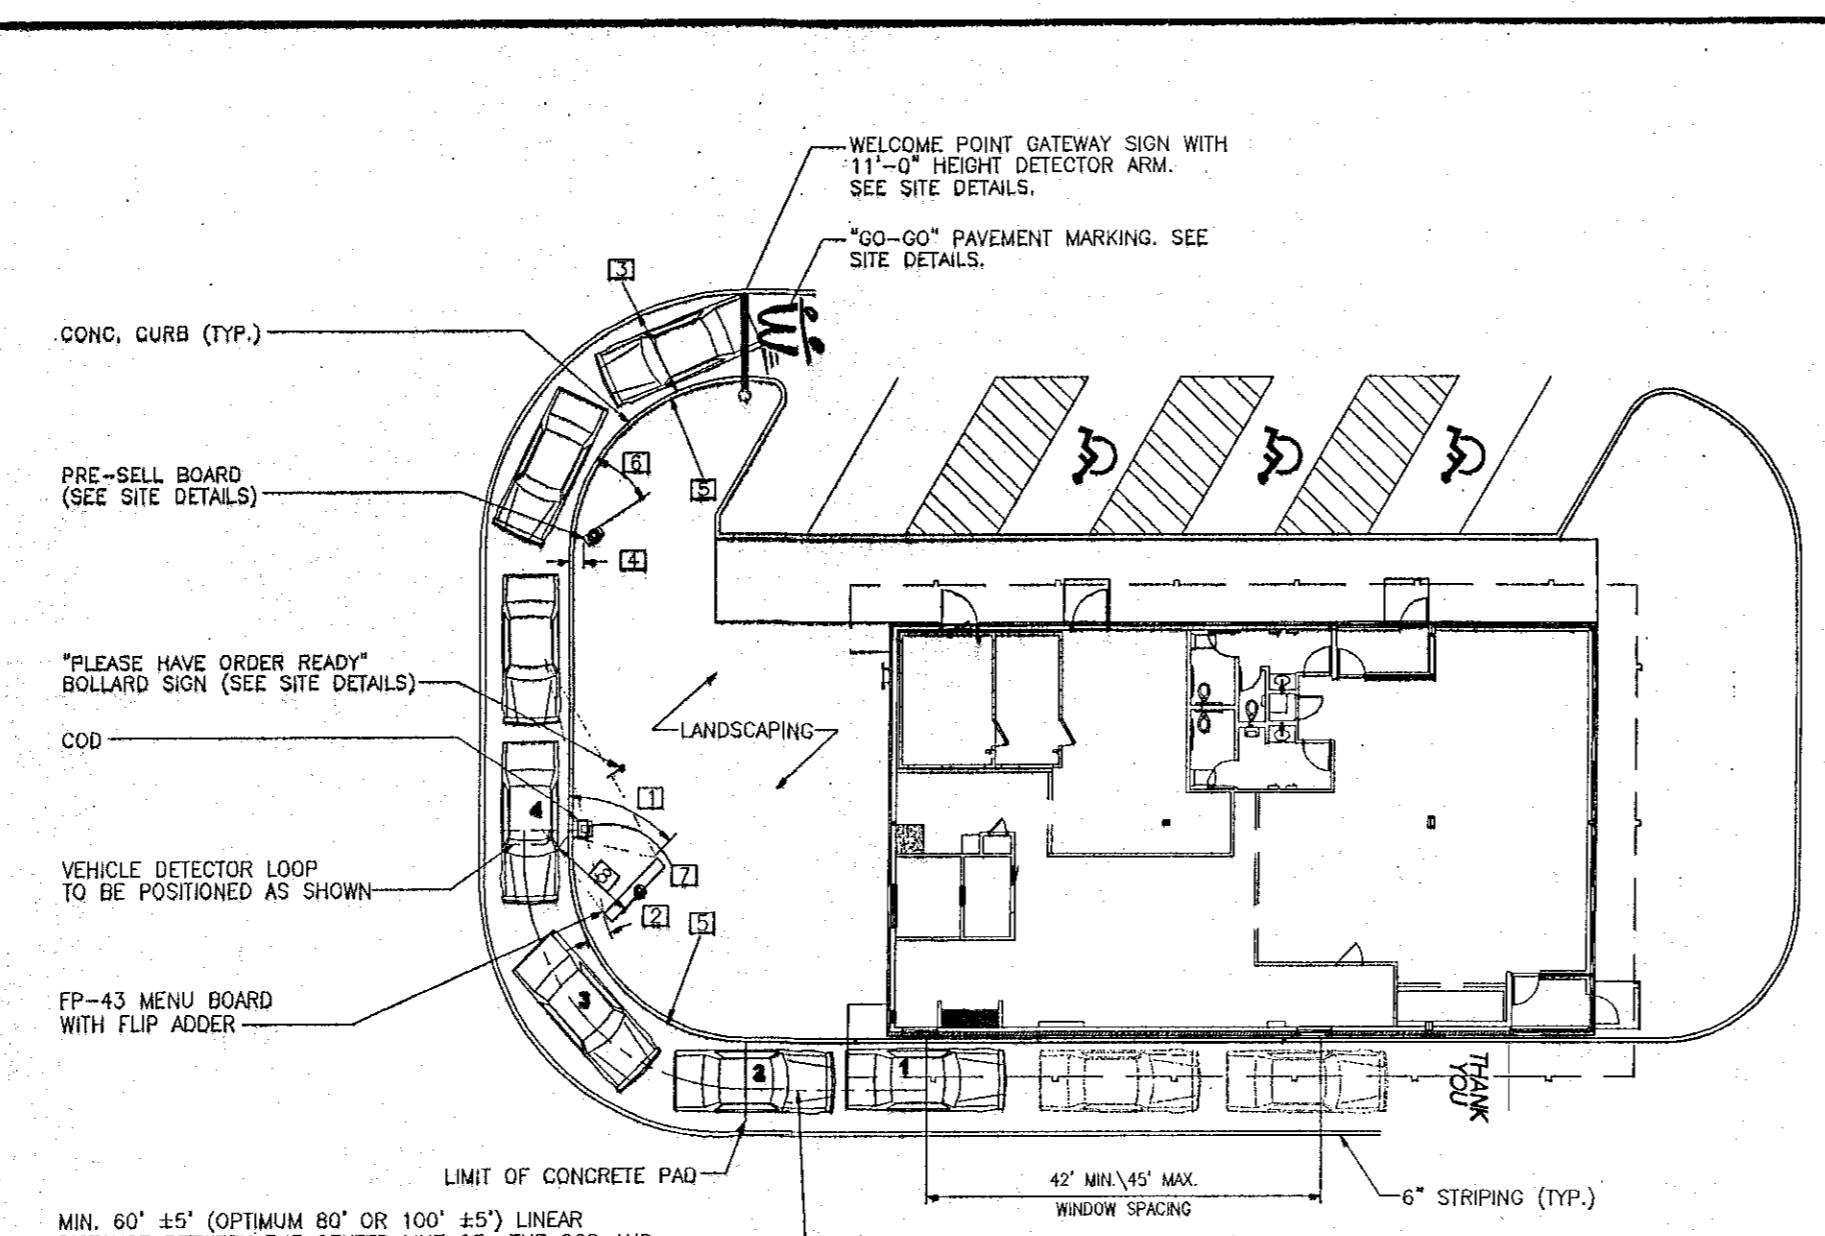 WELCOME POINT GATEWAY SIGN WITH
11'-0" HEIGHT DETECTOR ARM.
SEE SITE DETAILS.
"GO-GO" PAVEMENT MARKING. SEE
SITE DETAILS.
3
CONC. CURB (TYP.)
PRE-SELL BOARD
(SEE SITE DETAILS)
6
5
4
"PLEASE HAVE ORDER READY"
BOLLARD SIGN (SEE SITE DETAILS)
LANDSCAPING
COD
1
4
VEHICLE DETECTOR LOOP
TO BE POSITIONED AS SHOWN
8
7
2
5
FP-43 MENU BOARD
WITH FLIP ADDER
3
2
1
THANK
YOU
LIMIT OF CONCRETE PAD
42' MIN.\45' MAX.
WINDOW SPACING
6" STRIPING (TYP.)
MIN. 60' ±5' (OPTIMUM 80' OR 100' ±5') LINEAR